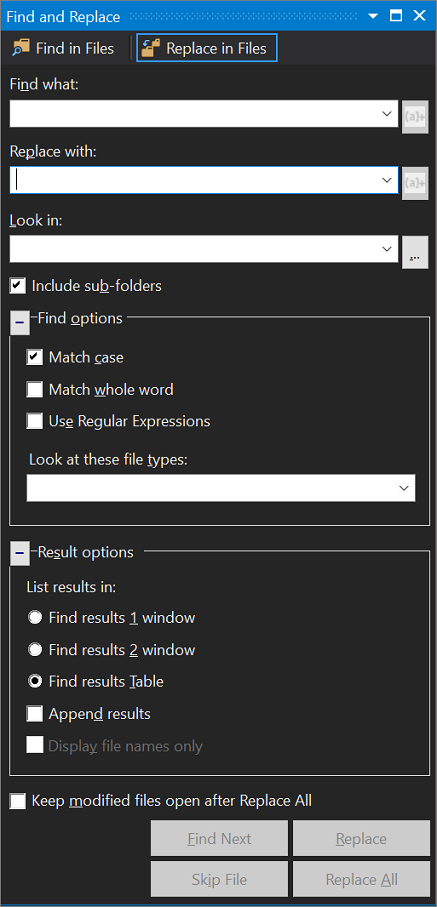 Find and Replace
Find in Files
Replace in Files
Find what:
(a)+
Replace with:
(a)+
Look in:
...
Include sub-folders
Find options
Match case
Match whole word
Use Regular Expressions
Look at these file types:
Result options
List results in:
Find results 1 window
Find results 2 window
Find results Table
Append results
Display file names only
Keep modified files open after Replace All
Find Next
Replace
Skip File
Replace All